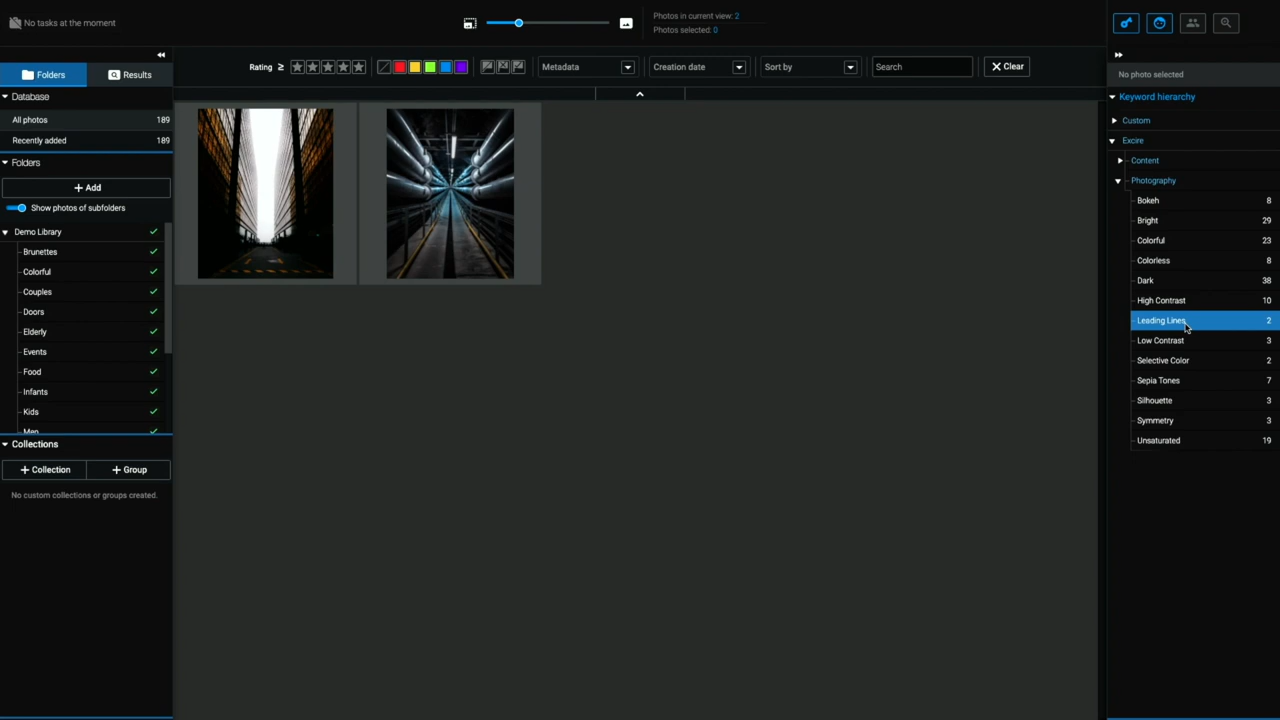 No tasks at the moment
Photos in current view: 2
Photos selected: 0
Folders
Results
Database
All photos 189
Recently added 189
Folders
+ Add
Show photos of subfolders
Demo Library
Brunettes
Colorful
Couples
Doors
Elderly
Events
Food
Infants
Kids
Men
Collections
+ Collection
+ Group
No custom collections or groups created.
Rating ≥
Metadata
Creation date
Sort by
Search
Clear
No photo selected
Keyword hierarchy
Custom
Excire
Content
Photography
Bokeh 8
Bright 29
Colorful 23
Colorless 8
Dark 38
High Contrast 10
Leading Lines 2
Low Contrast 3
Selective Color 2
Sepia Tones 7
Silhouette 3
Symmetry 3
Unsaturated 19